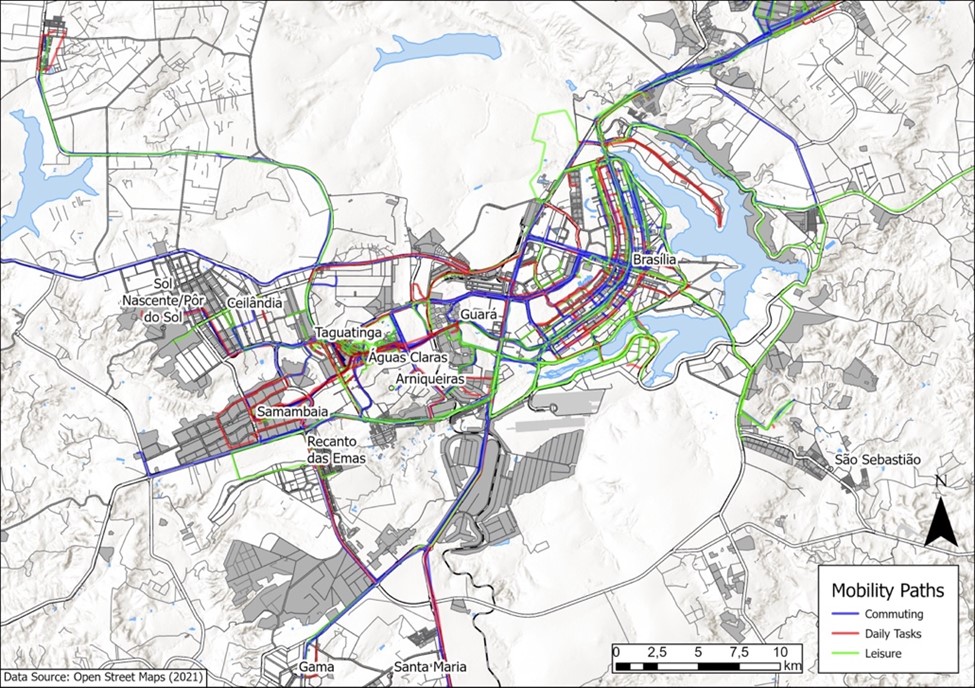 Brasília
Sol
Nascente/Pôr
do Sol
Ceilândia
Guará
Taguatinga
Águas Claras
Arniqueiras
Samambaia
Recanto
das Emas
São Sebastião
N
Mobility Paths
Commuting
Daily Tasks
Leisure
0 2,5 5 7,5 10
km
Gama
Santa Maria
Data Source: Open Street Maps (2021)